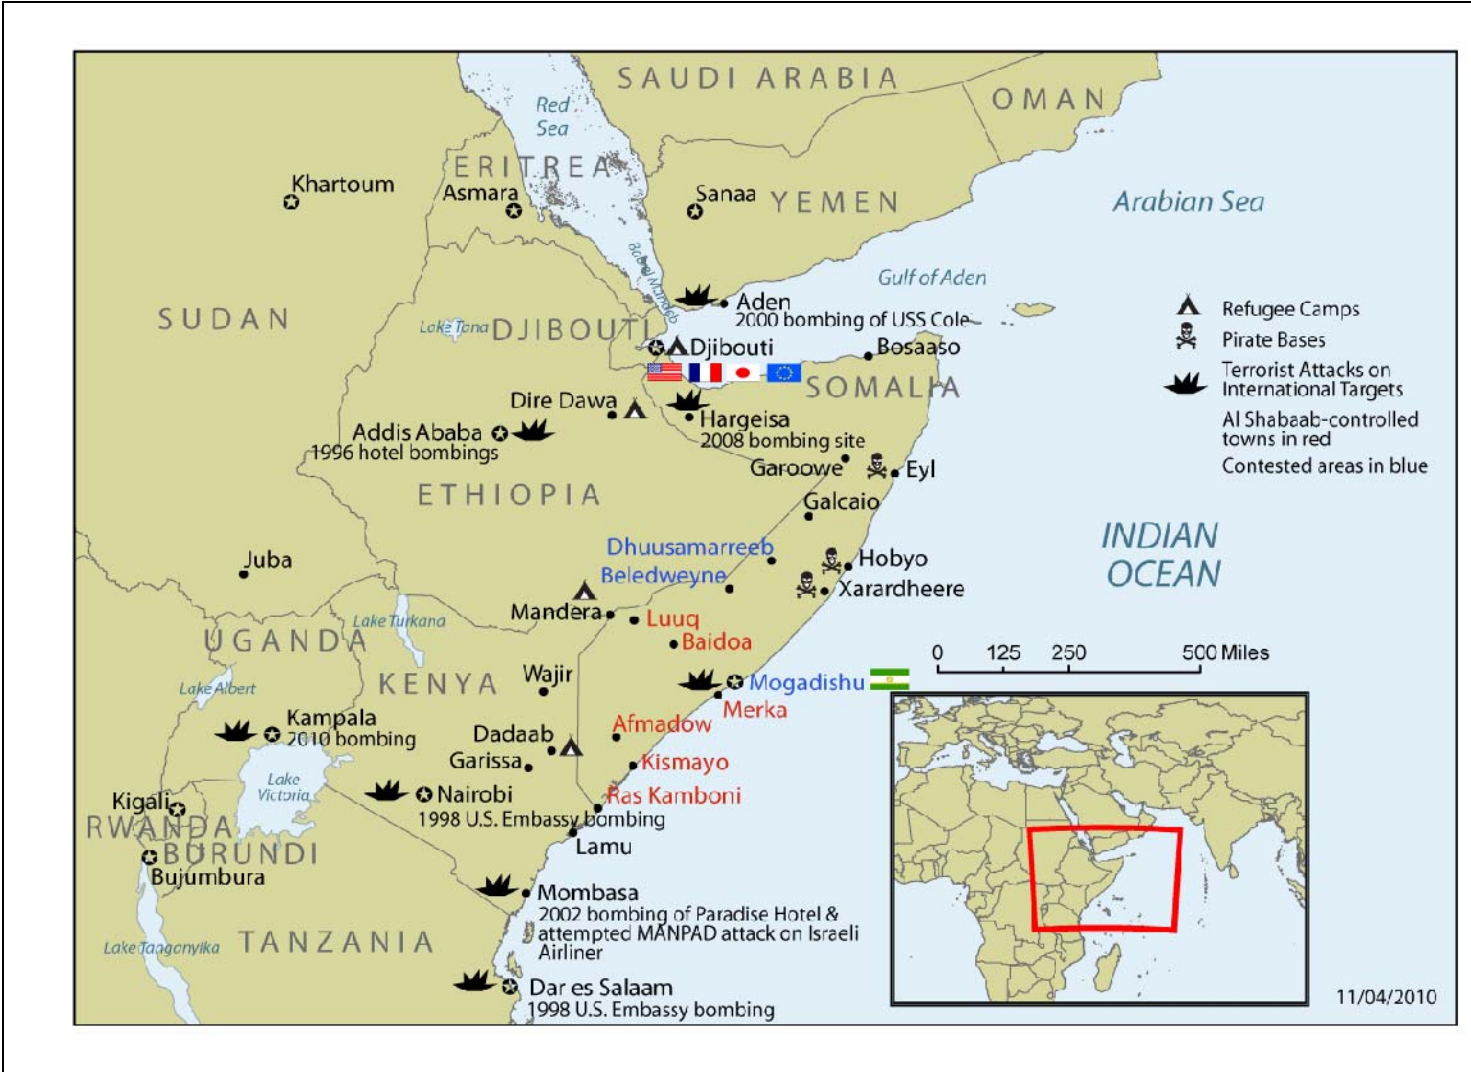 SAUDI ARABIA
OMAN
Red
Sea
ERITREA
Khartoum
Asmara
Sanaa
YEMEN
Arabian Sea
Bab el Mandeb
Gulf of Aden
Aden
2000 bombing of USS Cole
SUDAN
Lake Tana
DJIBOUTI
Djibouti
Bosaaso
SOMALIA
Refugee Camps
Pirate Bases
Terrorist Attacks on
International Targets
Al Shabaab-controlled
towns in red
Contested areas in blue
Dire Dawa
Hargeisa
2008 bombing site
Addis Ababa
1996 hotel bombings
Garoowe
Eyl
ETHIOPIA
Galcaio
INDIAN
OCEAN
Dhuusamarreeb
Beledweyne
Hobyo
Xarardheere
Juba
Mandera
Luuq
Baidoa
Lake Turkana
UGANDA
KENYA
Wajir
Lake Albert
Mogadishu
Merka
0 125 250 500 Miles
Kampala
2010 bombing
Dadaab
Garissa
Afmadow
Kismayo
Lake
Victoria
Nairobi
1998 U.S. Embassy bombing
Ras Kamboni
Lamu
Kigali
RWANDA
BURUNDI
Bujumbura
Mombasa
2002 bombing of Paradise Hotel &
attempted MANPAD attack on Israeli
Airliner
Lake Tangonyika
TANZANIA
Dar es Salaam
1998 U.S. Embassy bombing
11/04/2010